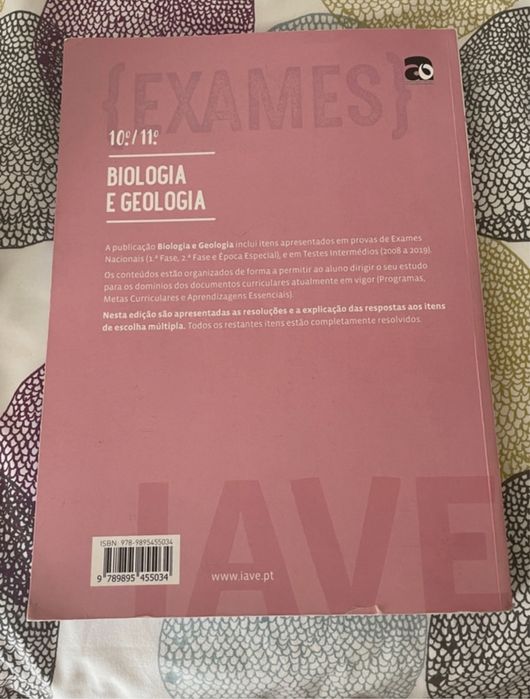 {EXAMES}
10.º/11.º
BIOLOGIA
E GEOLOGIA
A publicação Biologia e Geologia inclui itens apresentados em provas de Exames
Nacionais (1.ª Fase, 2.ª Fase e Época Especial), e em Testes Intermédios (2008 a 2019).
Os conteúdos estão organizados de forma a permitir ao aluno dirigir o seu estudo
para os domínios dos documentos curriculares atualmente em vigor (Programas,
Metas Curriculares e Aprendizagens Essenciais).
Nesta edição são apresentadas as resoluções e a explicação das respostas aos itens
de escolha múltipla. Todos os restantes itens estão completamente resolvidos.
IAVE
ISBN 978-9895455034
9 789895 455034
www.iave.pt